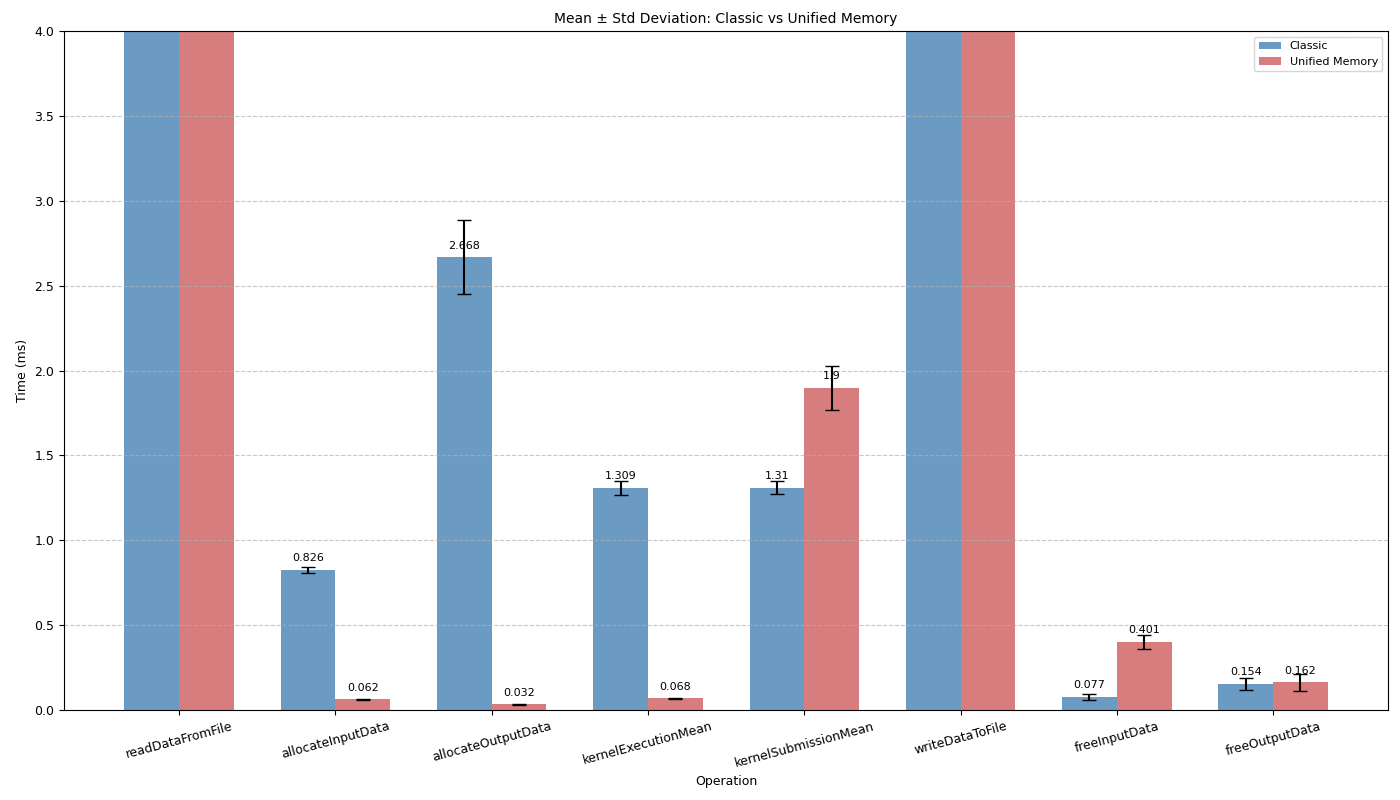 Mean ± Std Deviation: Classic vs Unified Memory
Classic
Unified Memory
Time (ms)
4.0
3.5
3.0
2.5
2.0
1.5
1.0
0.5
0.0
0.826
0.062
2.668
0.032
1.309
0.068
1.31
1.9
0.077
0.401
0.154
0.162
readDataFromFile
allocateInputData
allocateOutputData
kernelExecutionMean
kernelSubmissionMean
writeDataToFile
freeInputData
freeOutputData
Operation